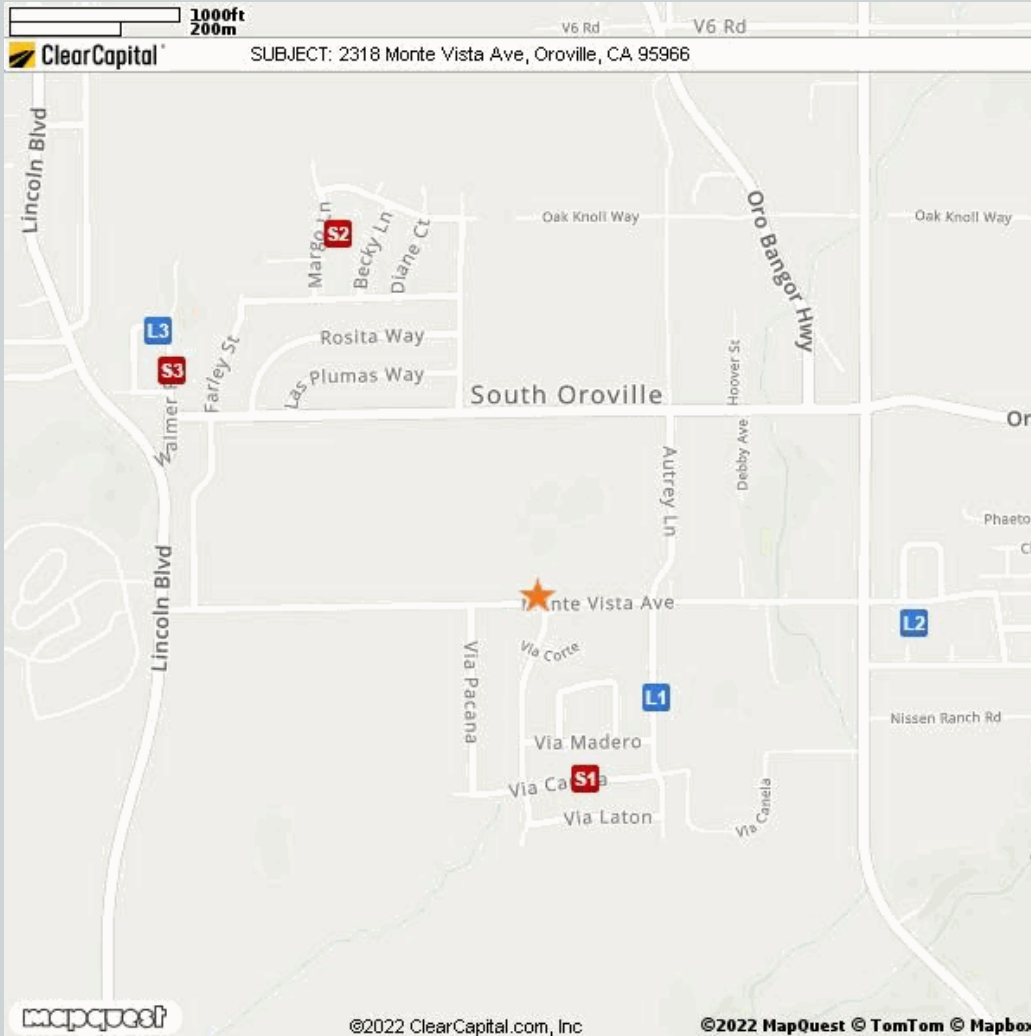 1000ft
200m
V6 Rd
V6 Rd
ClearCapital
SUBJECT: 2318 Monte Vista Ave, Oroville, CA 95966
Lincoln Blvd
Oro Bangor Hwy
Oak Knoll Way
Oak Knoll Way
Margo Ln
S2
Becky Ln
Diane Ct
L3
S3
Farley St
Rosita Way
Las Plumas Way
Hoover St
South Oroville
Debby Ave
Autrey Ln
Lincoln Blvd
Monte Vista Ave
Via Corte
Via Pacana
L2
L1
Nissen Ranch Rd
Via Madero
S1
Via Laton
Via Canela
mapquest
©2022 ClearCapital.com, Inc
©2022 MapQuest © TomTom © Mapbox